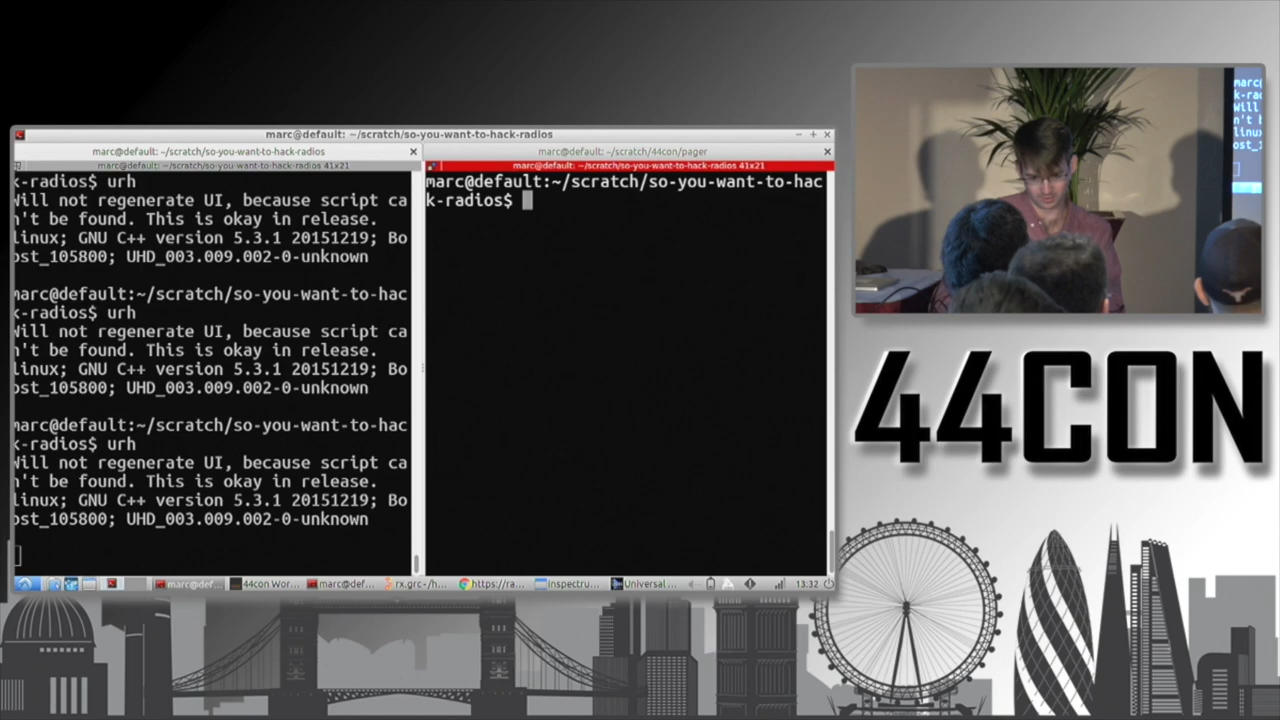 marc@default: ~/scratch/so-you-want-to-hack-radios
marc@default: ~/scratch/so-you-want-to-hack-radios
marc@default: ~/scratch/44con/pager
marc@default: ~/scratch/so-you-want-to-hack-radios 41x21
k-radios$ urh
Will not regenerate UI, because script ca
n't be found. This is okay in release.
linux; GNU C++ version 5.3.1 20151219; Bo
ost_105800; UHD_003.009.002-0-unknown
marc@default:~/scratch/so-you-want-to-hac
k-radios$ urh
Will not regenerate UI, because script ca
n't be found. This is okay in release.
linux; GNU C++ version 5.3.1 20151219; Bo
ost_105800; UHD_003.009.002-0-unknown
marc@default:~/scratch/so-you-want-to-hac
k-radios$ urh
Will not regenerate UI, because script ca
n't be found. This is okay in release.
linux; GNU C++ version 5.3.1 20151219; Bo
ost_105800; UHD_003.009.002-0-unknown
marc@default: ~/scratch/so-you-want-to-hack-radios 41x21
marc@default:~/scratch/so-you-want-to-hac
k-radios$
marc@def...
44con Wor...
marc@def...
rx.grc - /h...
https://ra...
inspectru...
Universal ...
13:32
44CON